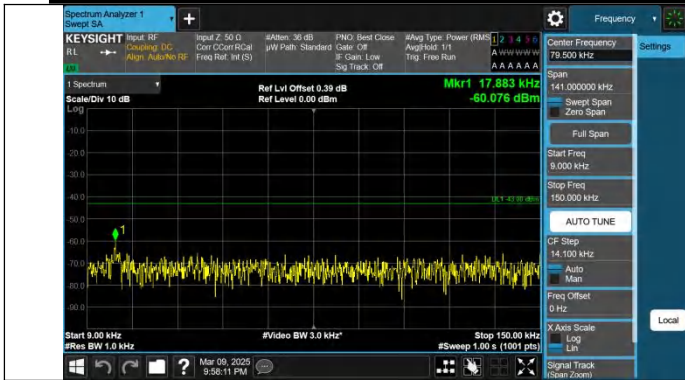 Spectrum Analyzer 1
Swept SA
Frequency
KEYSIGHT
RL
Input: RF
Coupling: DC
Align: Auto/No RF
Input Z: 50 Ω
Corr CCorr RCal
Freq Ref: Int (S)
#Atten: 36 dB
µW Path: Standard
PNO: Best Close
Gate: Off
IF Gain: Low
Sig Track: Off
#Avg Type: Power (RMS
Avg|Hold: 1/1
Trig: Free Run
1 2 3 4 5 6
A W W W W W
A A A A A A
1 Spectrum
Scale/Div 10 dB
Ref Lvl Offset 0.39 dB
Ref Level 0.00 dBm
Mkr1 17.883 kHz
-60.076 dBm
Log
-10.0
-20.0
-30.0
-40.0
-50.0
-60.0
-70.0
-80.0
-90.0
DL1 -43.00 dBm
1
Start 9.00 kHz
#Res BW 1.0 kHz
#Video BW 3.0 kHz*
Stop 150.00 kHz
#Sweep 1.00 s (1001 pts)
Mar 09, 2025
9:58:11 PM
Center Frequency
79.500 kHz
Span
141.000000 kHz
Swept Span
Zero Span
Full Span
Start Freq
9.000 kHz
Stop Freq
150.000 kHz
AUTO TUNE
CF Step
14.100 kHz
Auto
Man
Freq Offset
0 Hz
X Axis Scale
Log
Lin
Signal Track
(Span Zoom)
Settings
Local